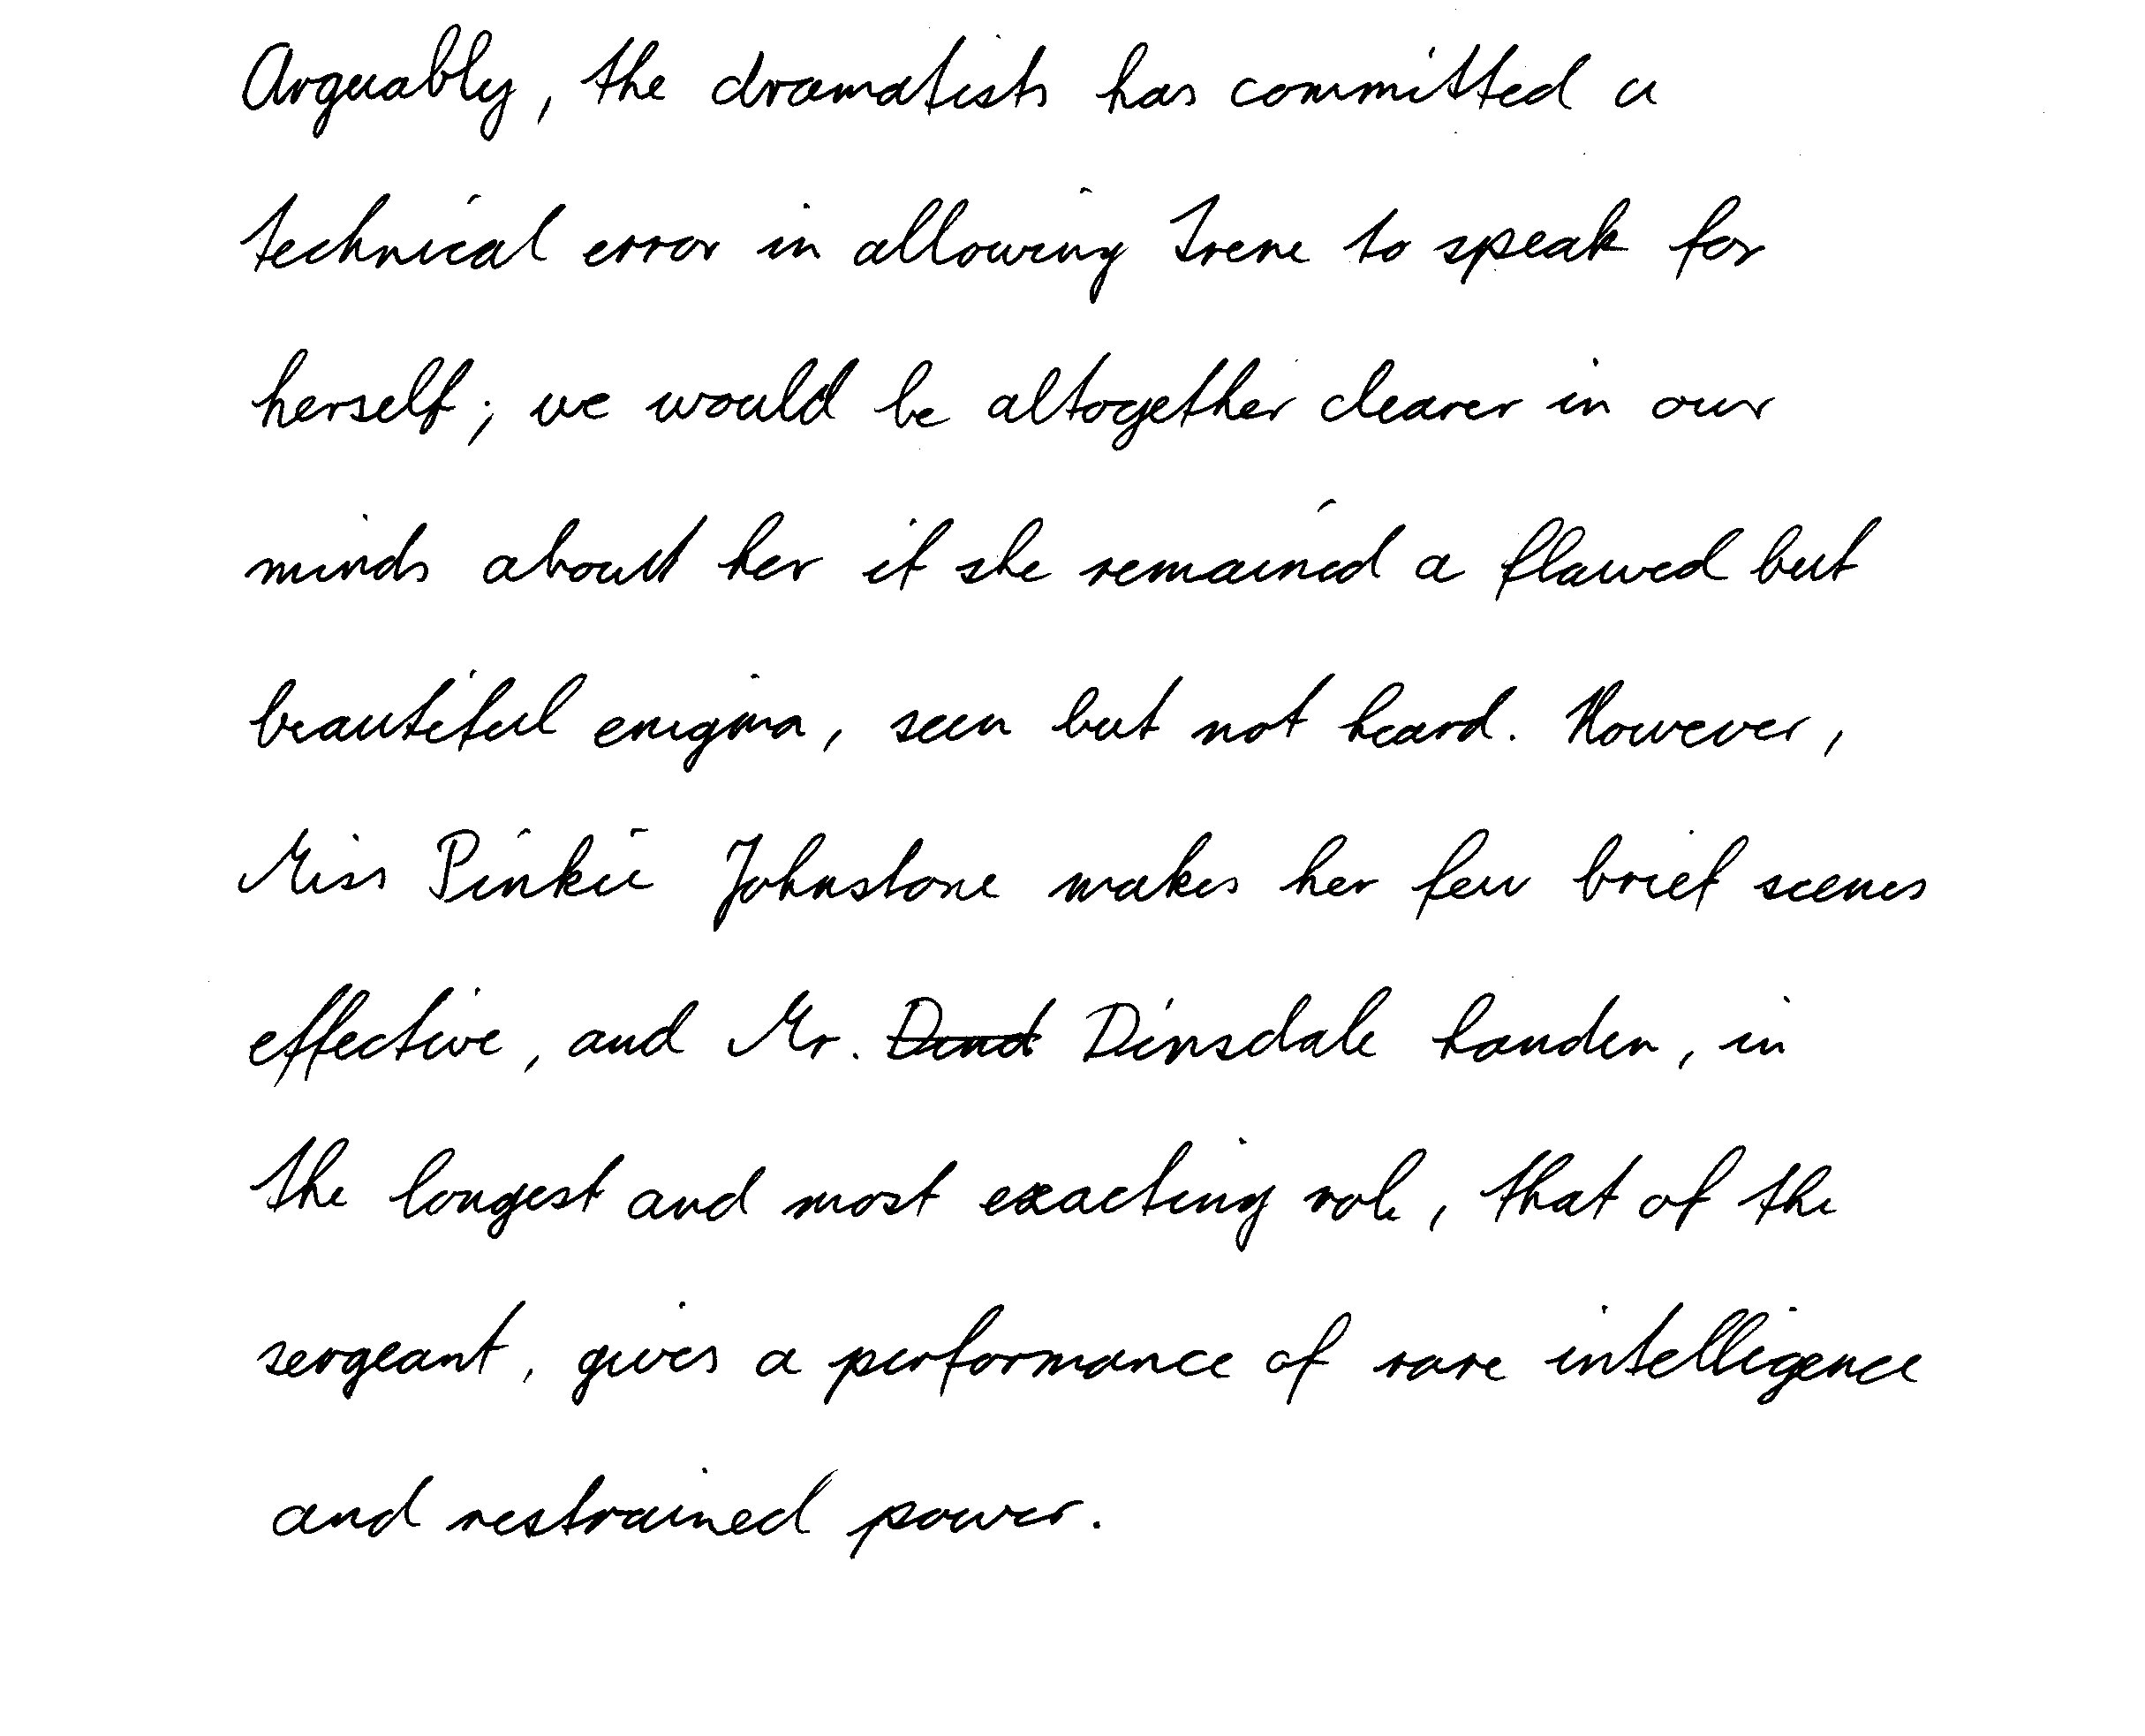 Arguably, the dramatists has committed a
technical error in allowing Irene to speak for
herself; we would be altogether clearer in our
minds about her if she remained a flawed but
beautiful enigma, seen but not heard. However,
Miss Pinkie Johnstone makes her few brief scenes
effective, and Mr. Dinsdale Landen, in
the longest and most exacting role, that of the
sergeant, gives a performance of rare intelligence
and restrained power.